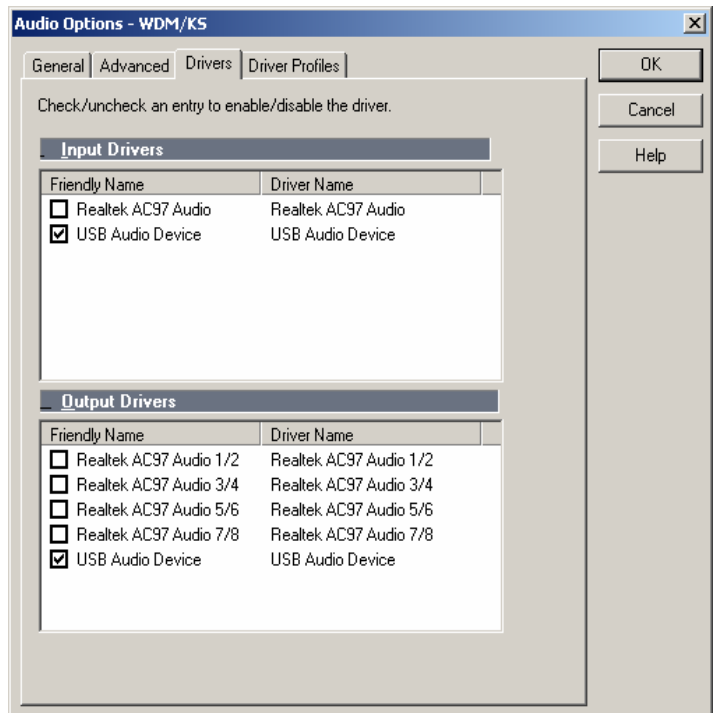 Audio Options - WDM/KS
General Advanced Drivers Driver Profiles
OK
Check/uncheck an entry to enable/disable the driver.
Cancel
Help
Input Drivers
Friendly Name Driver Name
Realtek AC97 Audio Realtek AC97 Audio
USB Audio Device USB Audio Device
Output Drivers
Friendly Name Driver Name
Realtek AC97 Audio 1/2 Realtek AC97 Audio 1/2
Realtek AC97 Audio 3/4 Realtek AC97 Audio 3/4
Realtek AC97 Audio 5/6 Realtek AC97 Audio 5/6
Realtek AC97 Audio 7/8 Realtek AC97 Audio 7/8
USB Audio Device USB Audio Device